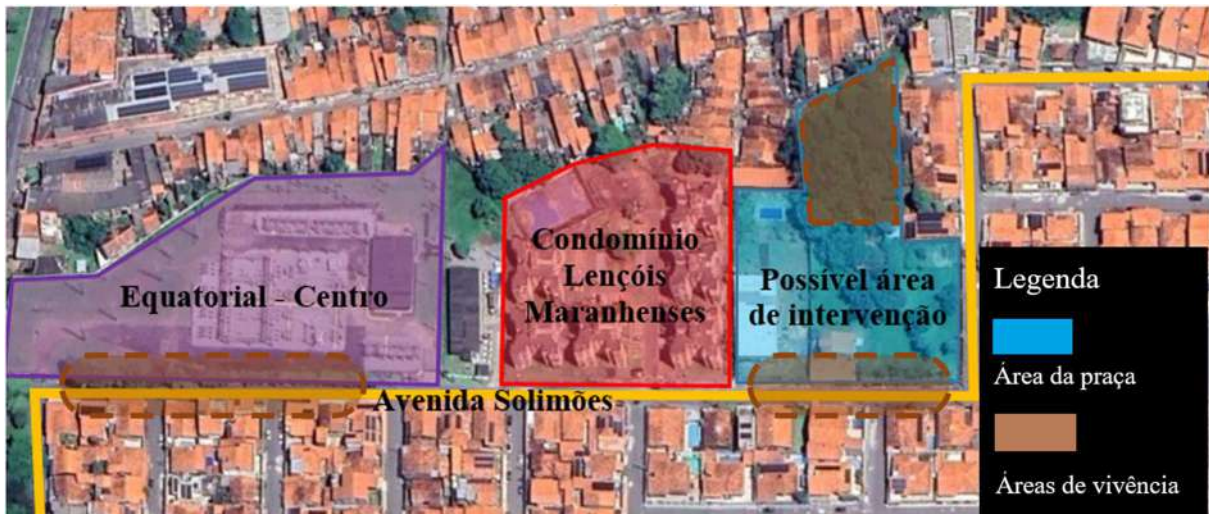 Equatorial - Centro
Condomínio
Lençóis
Maranhenses
Possível área
de intervenção
Avenida Solimões
Legenda
Área da praça
Áreas de vivência